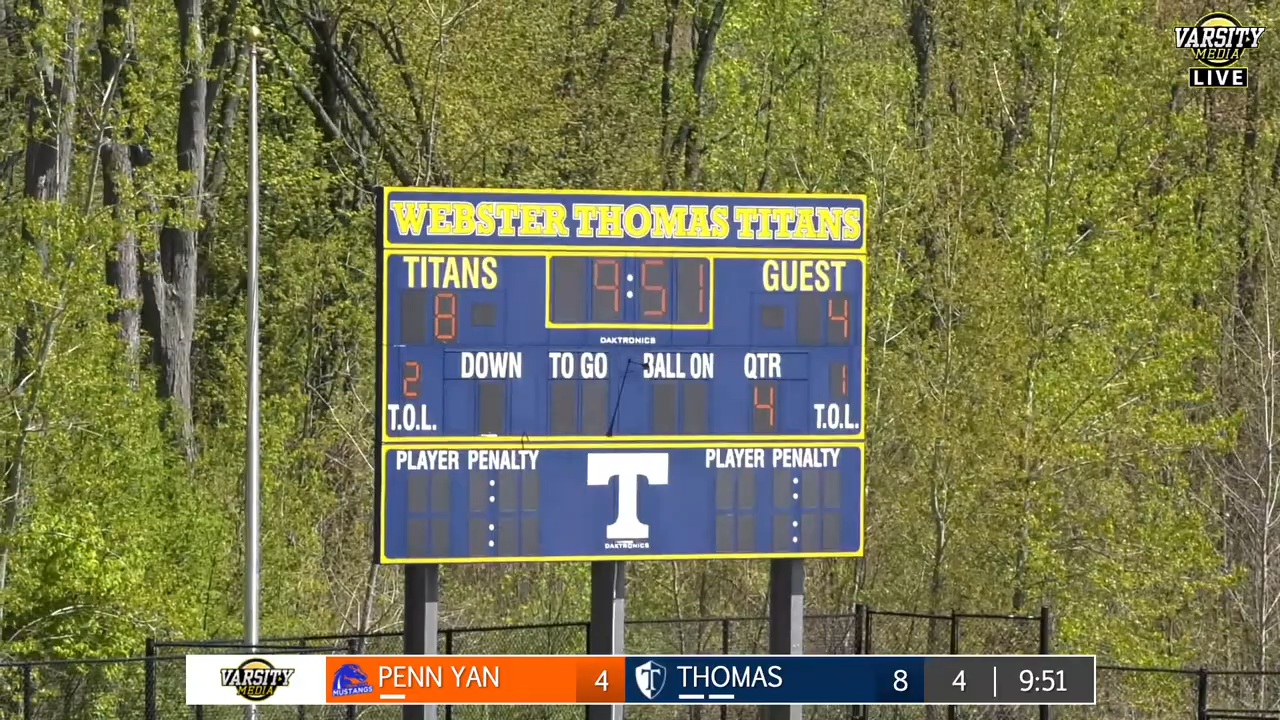 VARSITY
MEDIA
LIVE
WEBSTER THOMAS TITANS
TITANS 9:51 GUEST
8 4
DAKTRONICS
DOWN TO GO BALL ON QTR
2 4 1
T.O.L. T.O.L.
PLAYER PENALTY PLAYER PENALTY
T
DAKTRONICS
VARSITY
MEDIA
MUSTANGS
PENN YAN 4 THOMAS 8 4 | 9:51